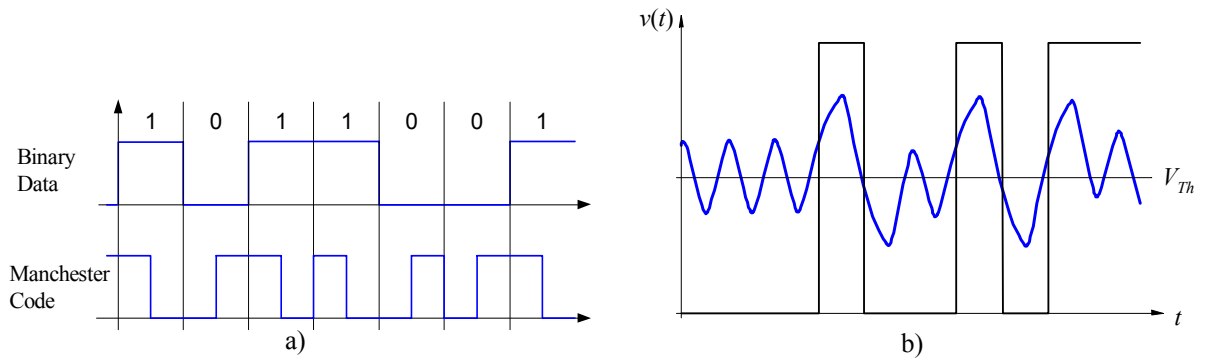 1 0 1 1 0 0 1
Binary
Data
Manchester
Code
a)
v(t)
V_Th
t
b)